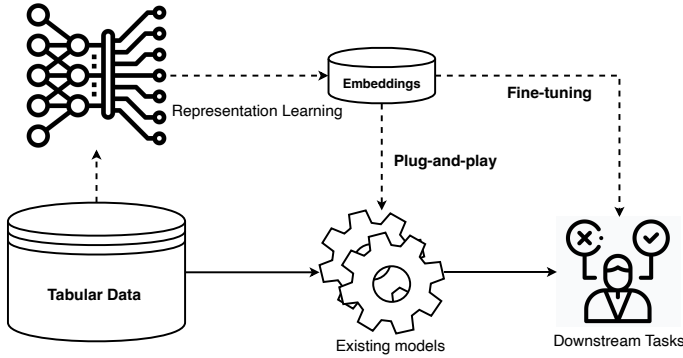 Embeddings
Fine-tuning
Representation Learning
Plug-and-play
Tabular Data
Existing models
Downstream Tasks